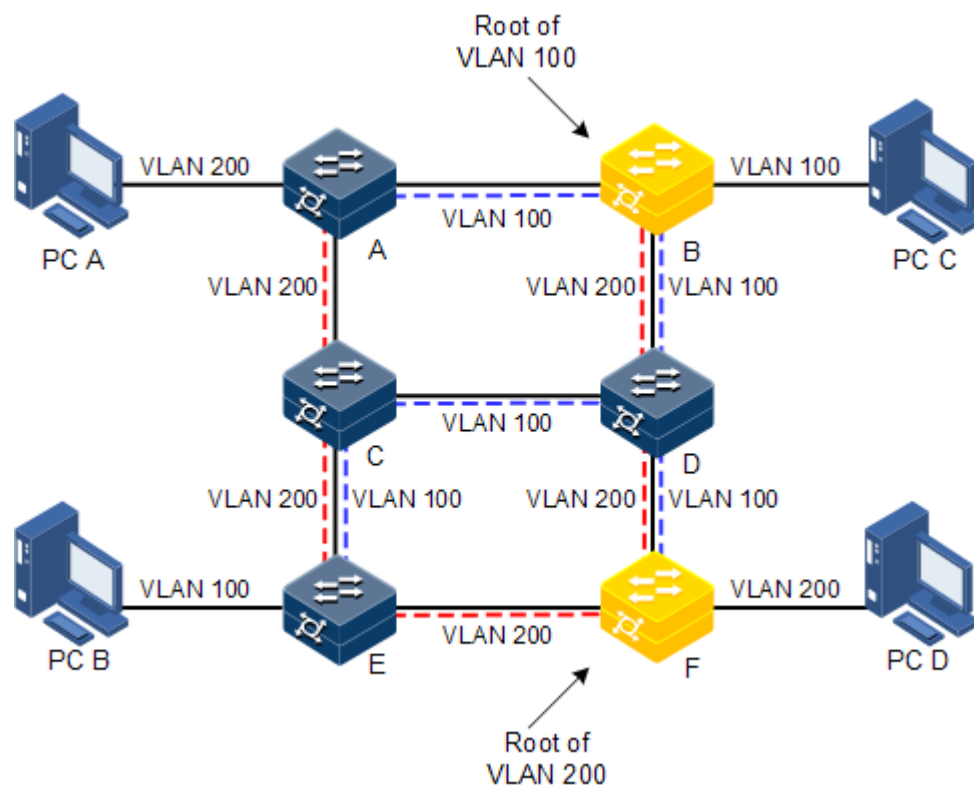 Root of
VLAN 100
VLAN 200
VLAN 100
VLAN 100
PC A
A
B
PC C
VLAN 200
VLAN 200
VLAN 100
VLAN 100
C
D
VLAN 200
VLAN 100
VLAN 200
VLAN 100
VLAN 100
VLAN 200
VLAN 200
PC B
E
F
PC D
Root of
VLAN 200